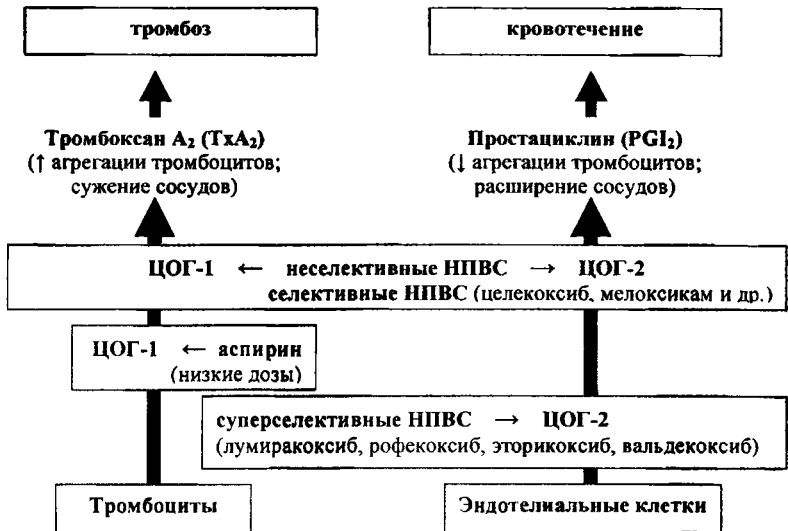 тромбоз
кровотечение
Тромбоксан А₂ (ТхА₂)
(↑ агрегации тромбоцитов;
сужение сосудов)
Простациклин (PGI₂)
(↓ агрегации тромбоцитов;
расширение сосудов)
ЦОГ-1 ← неселективные НПВС → ЦОГ-2
селективные НПВС (целекоксиб, мелоксикам и др.)
ЦОГ-1 ← аспирин
(низкие дозы)
суперселективные НПВС → ЦОГ-2
(лумиракоксиб, рофекоксиб, эторикоксиб, вальдекоксиб)
Тромбоциты
Эндотелиальные клетки